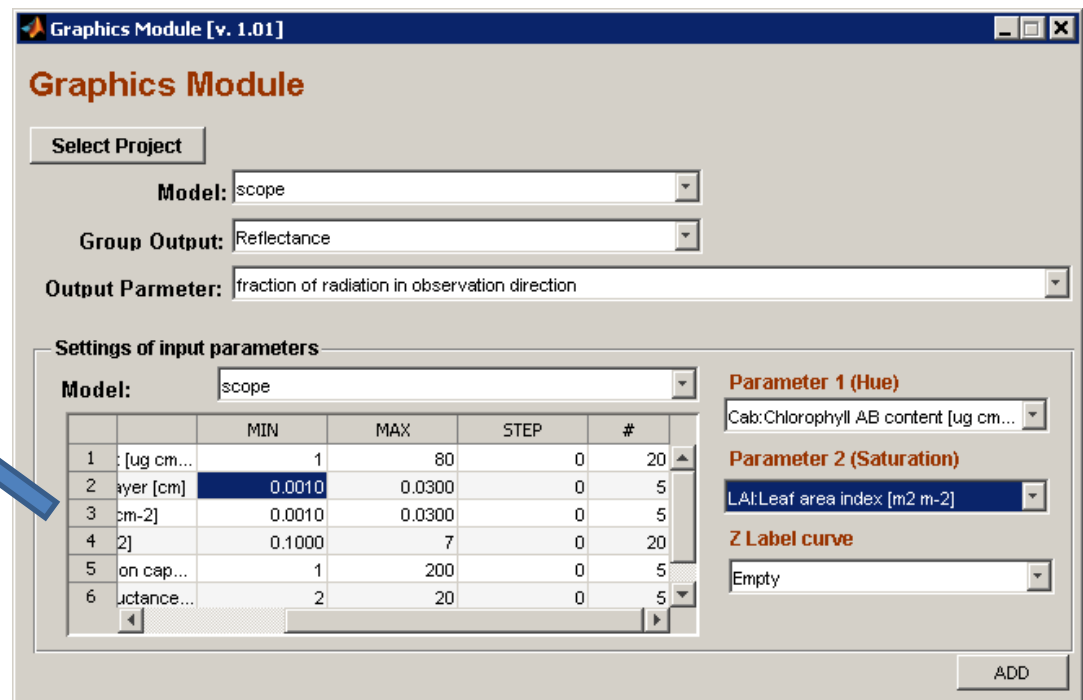 Graphics Module [v. 1.01]
Graphics Module
Select Project
Model: scope
Group Output: Reflectance
Output Parmeter: fraction of radiation in observation direction
Settings of input parameters
Model: scope
MIN MAX STEP #
1 : [ug cm... 1 80 0 20
2 ayer [cm] 0.0010 0.0300 0 5
3 cm-2] 0.0010 0.0300 0 5
4 2] 0.1000 7 0 20
5 on cap... 1 200 0 5
6 uctance... 2 20 0 5
Parameter 1 (Hue)
Cab:Chlorophyll AB content [ug cm...
Parameter 2 (Saturation)
LAI:Leaf area index [m2 m-2]
Z Label curve
Empty
ADD